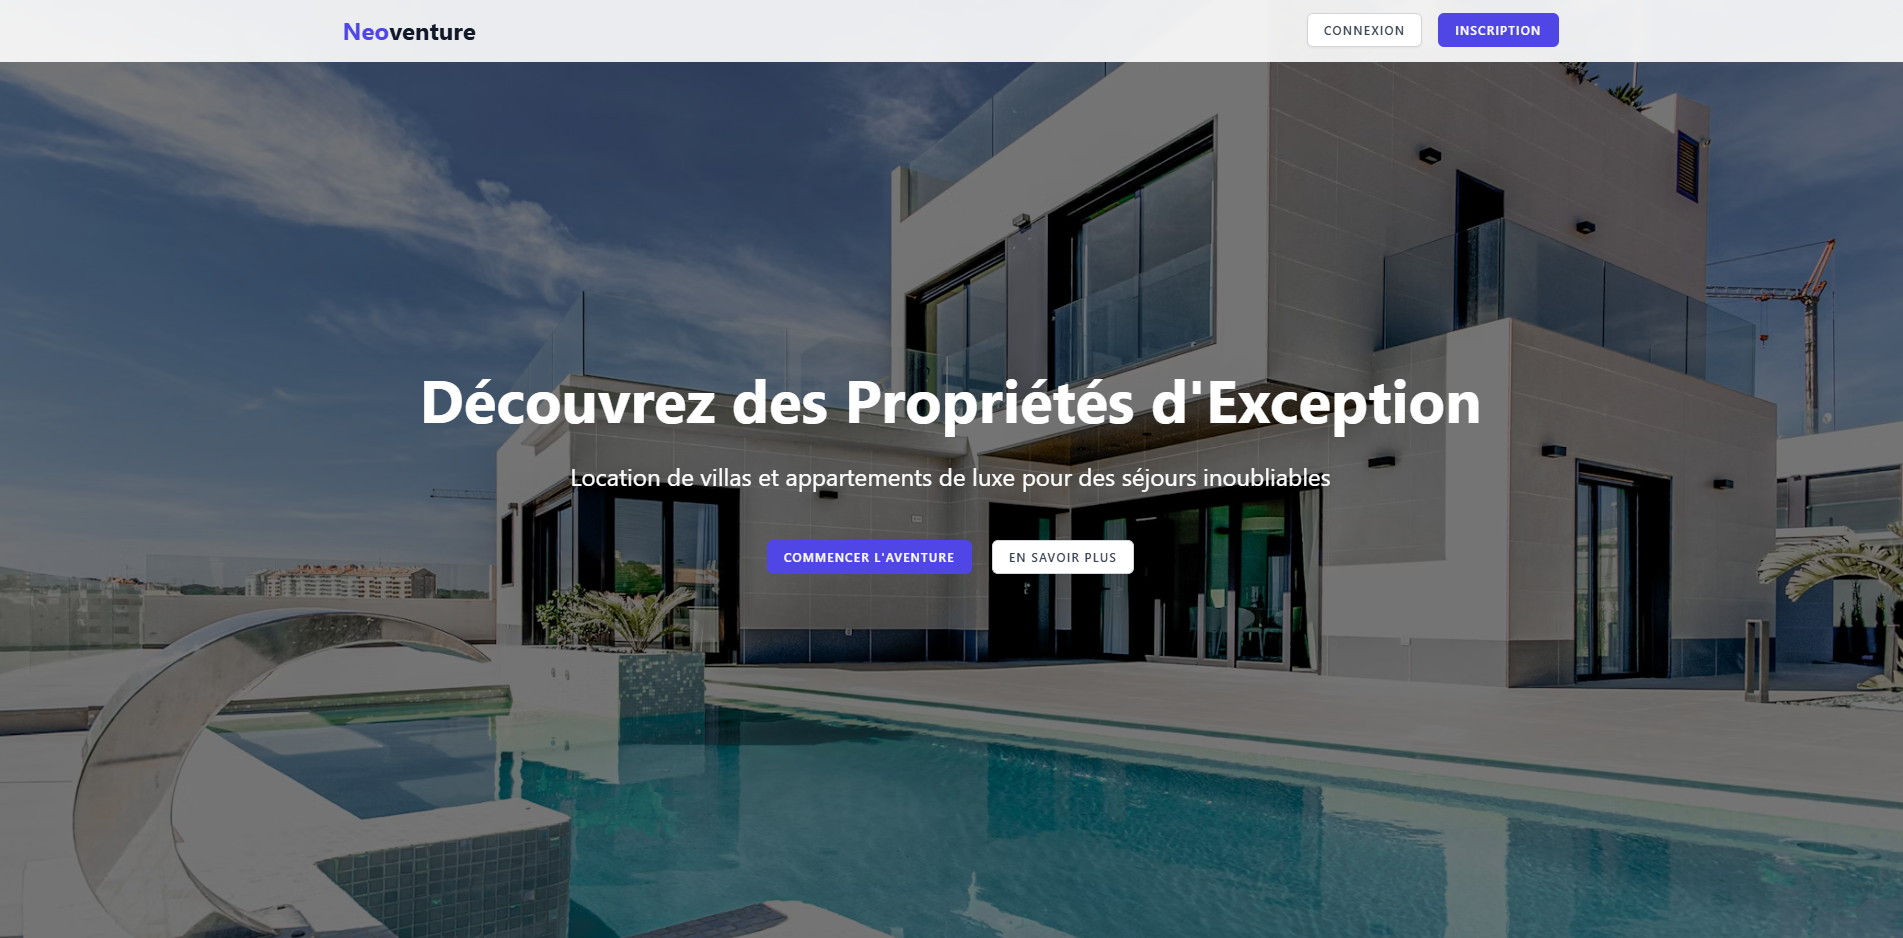 Neoventure
CONNEXION
INSCRIPTION
Découvrez des Propriétés d'Exception
Location de villas et appartements de luxe pour des séjours inoubliables
COMMENCER L'AVENTURE
EN SAVOIR PLUS